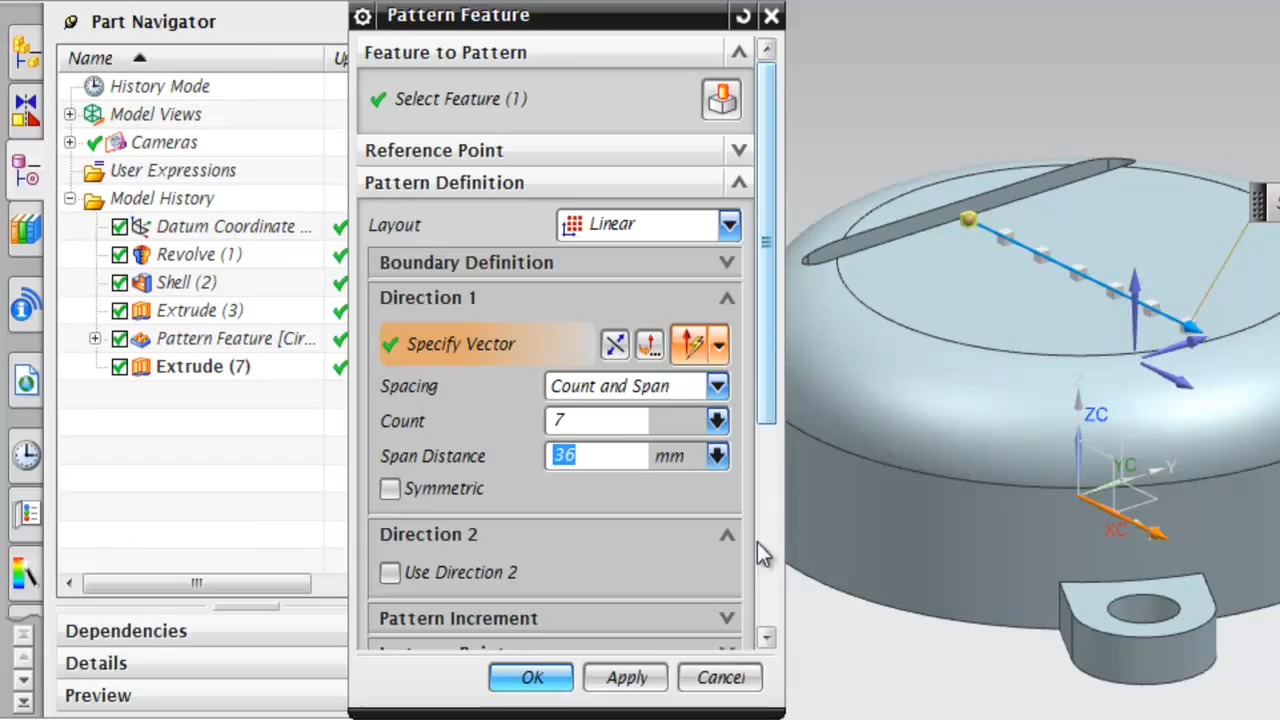 Part Navigator
Name
History Mode
Model Views
Cameras
User Expressions
Model History
Datum Coordinate ...
Revolve (1)
Shell (2)
Extrude (3)
Pattern Feature [Cir...
Extrude (7)
Dependencies
Details
Preview
Pattern Feature
Feature to Pattern
Select Feature (1)
Reference Point
Pattern Definition
Layout Linear
Boundary Definition
Direction 1
Specify Vector
Spacing Count and Span
Count 7
Span Distance 36 mm
Symmetric
Direction 2
Use Direction 2
Pattern Increment
OK Apply Cancel
ZC
YC Y
XC